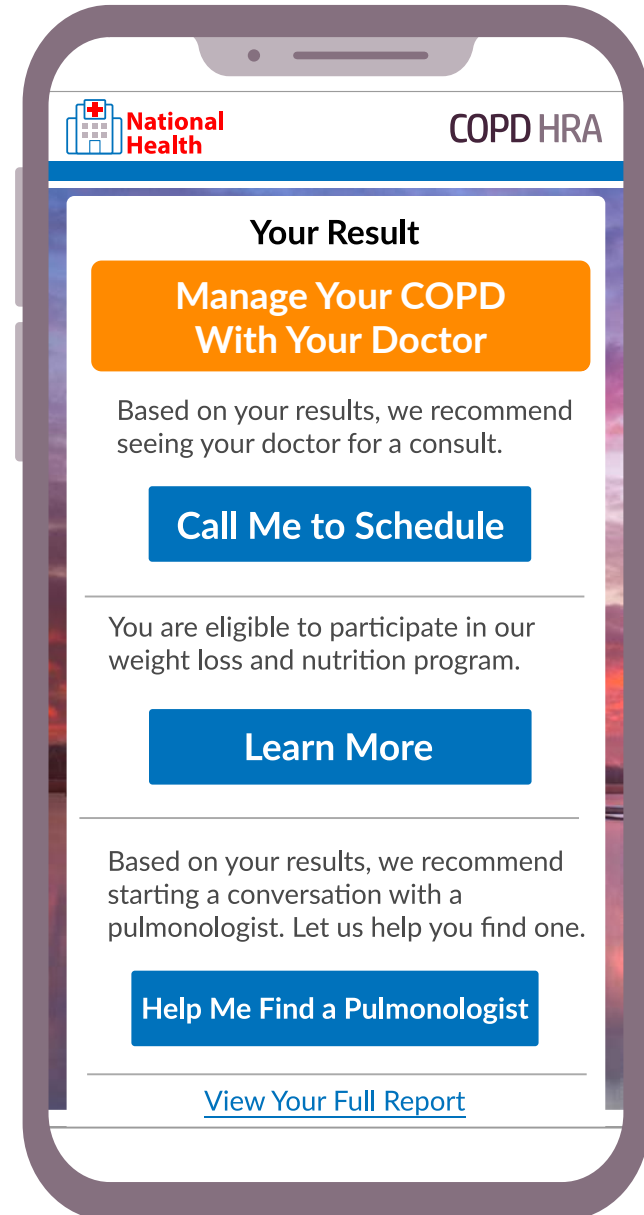 National
Health
COPD HRA
Your Result
Manage Your COPD
With Your Doctor
Based on your results, we recommend
seeing your doctor for a consult.
Call Me to Schedule
You are eligible to participate in our
weight loss and nutrition program.
Learn More
Based on your results, we recommend
starting a conversation with a
pulmonologist. Let us help you find one.
Help Me Find a Pulmonologist
View Your Full Report